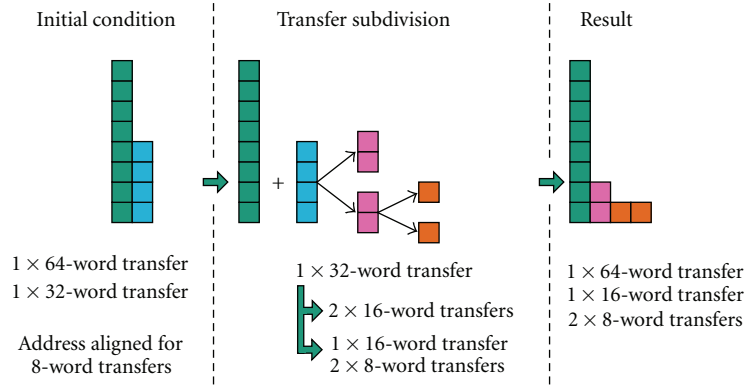 Initial condition
Transfer subdivision
Result
+
1 × 64-word transfer
1 × 32-word transfer
Address aligned for
8-word transfers
1 × 32-word transfer
2 × 16-word transfers
1 × 16-word transfer
2 × 8-word transfers
1 × 64-word transfer
1 × 16-word transfer
2 × 8-word transfers